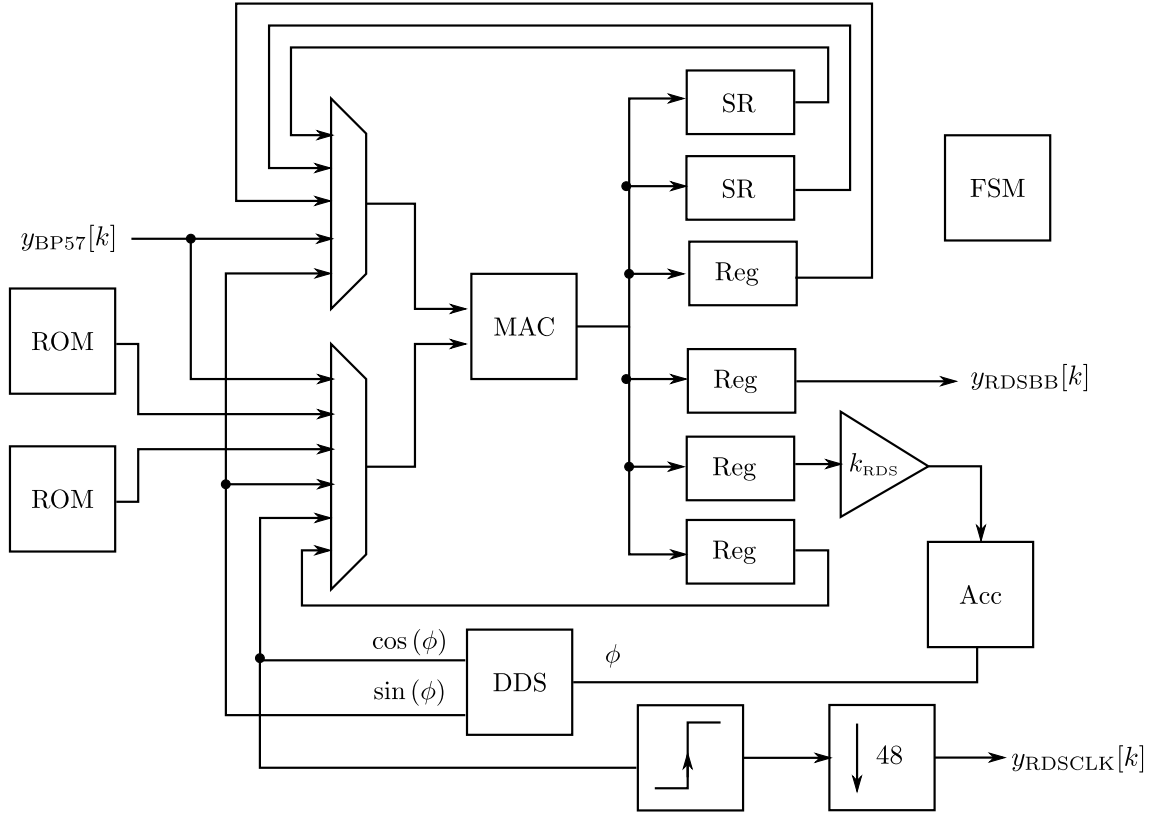 SR
SR
FSM
y_BP57[k]
Reg
ROM
MAC
Reg
y_RDSBB[k]
ROM
Reg
k_RDS
Reg
Acc
cos (ϕ)
ϕ
sin (ϕ)
DDS
48
y_RDSCLK[k]